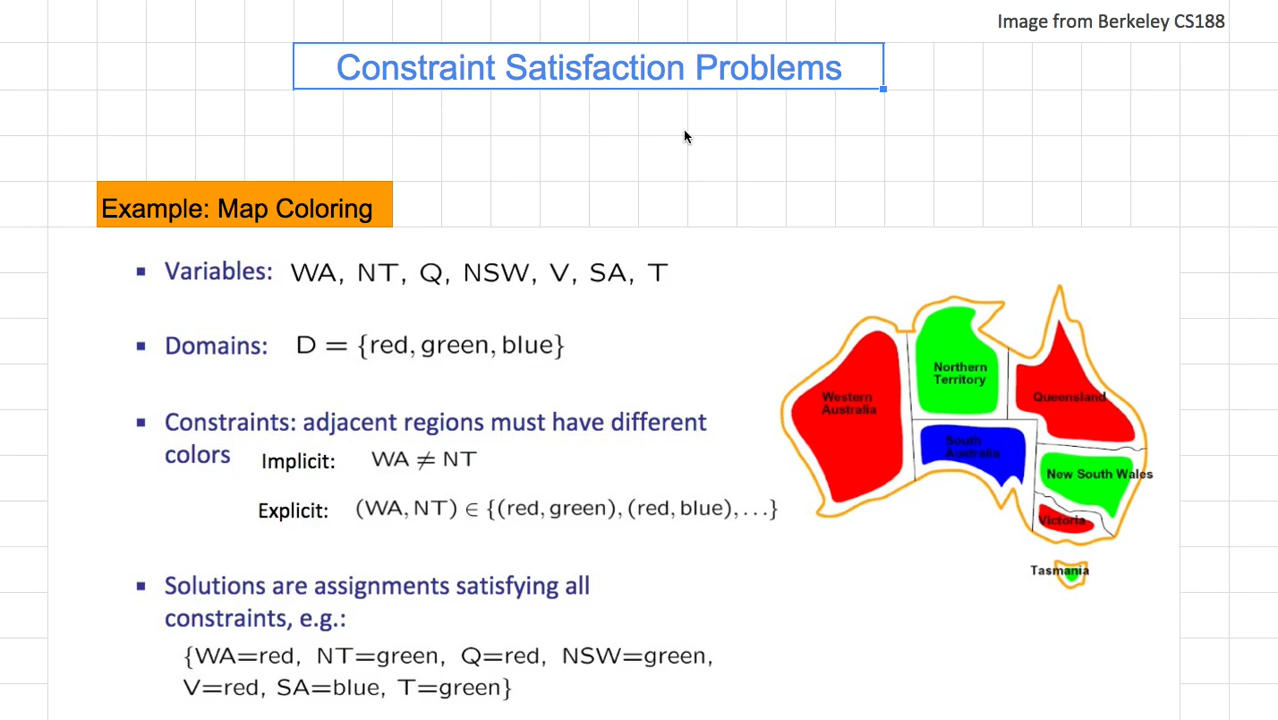 Image from Berkeley CS188
Constraint Satisfaction Problems
Example: Map Coloring
▪ Variables: WA, NT, Q, NSW, V, SA, T
▪ Domains: D = {red, green, blue}
▪ Constraints: adjacent regions must have different
colors
Implicit: WA ≠ NT
Explicit: (WA, NT) ∈ {(red, green), (red, blue), . . .}
▪ Solutions are assignments satisfying all
constraints, e.g.:
{WA=red, NT=green, Q=red, NSW=green,
V=red, SA=blue, T=green}
Western
Australia
Northern
Territory
Queensland
South
Australia
New South Wales
Victoria
Tasmania